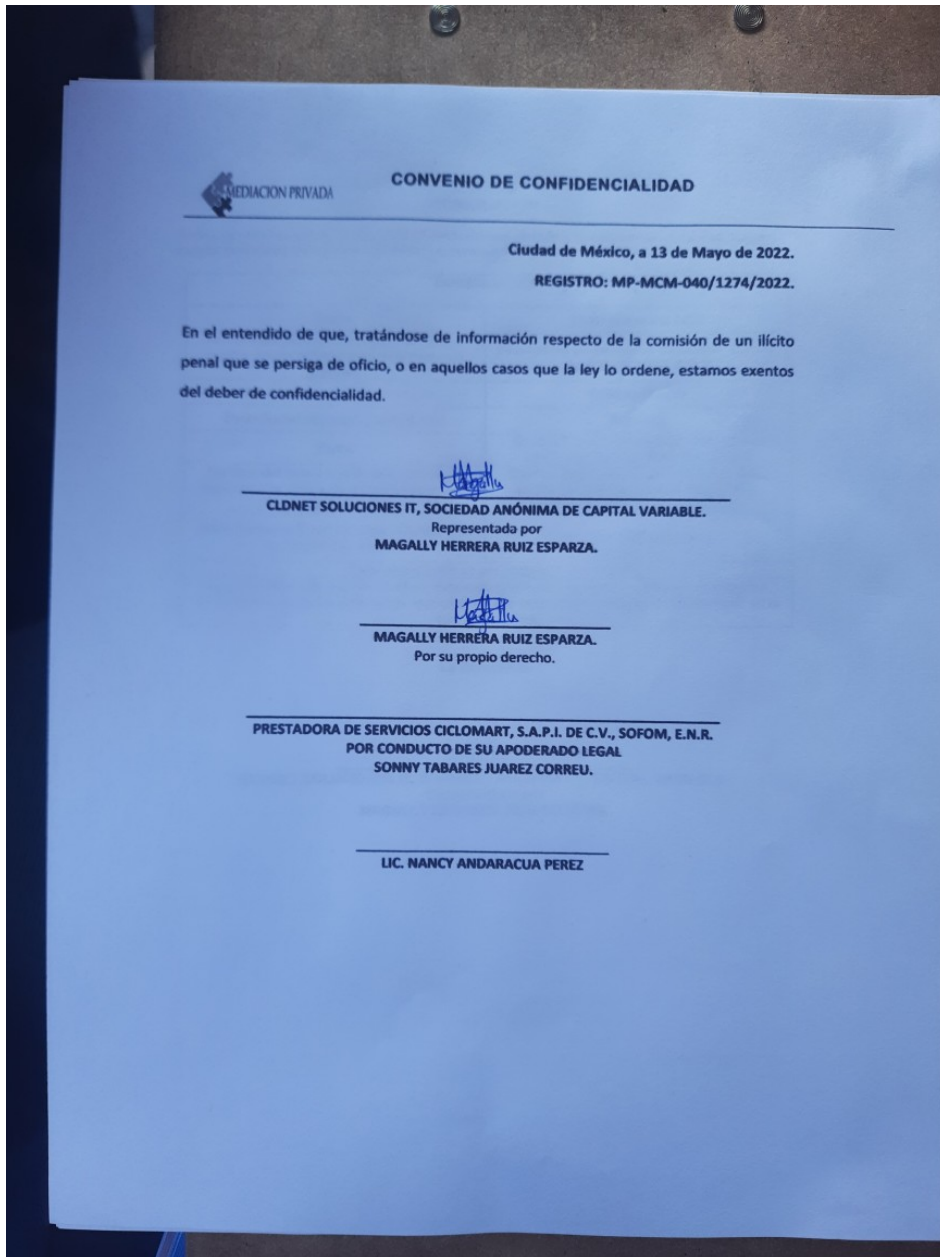 MEDIACION PRIVADA
CONVENIO DE CONFIDENCIALIDAD
Ciudad de México, a 13 de Mayo de 2022.
REGISTRO: MP-MCM-040/1274/2022.
En el entendido de que, tratándose de información respecto de la comisión de un ilícito
penal que se persiga de oficio, o en aquellos casos que la ley lo ordene, estamos exentos
del deber de confidencialidad.
CLDNET SOLUCIONES IT, SOCIEDAD ANÓNIMA DE CAPITAL VARIABLE.
Representada por
MAGALLY HERRERA RUIZ ESPARZA.
MAGALLY HERRERA RUIZ ESPARZA.
Por su propio derecho.
PRESTADORA DE SERVICIOS CICLOMART, S.A.P.I. DE C.V., SOFOM, E.N.R.
POR CONDUCTO DE SU APODERADO LEGAL
SONNY TABARES JUAREZ CORREU.
LIC. NANCY ANDARACUA PEREZ